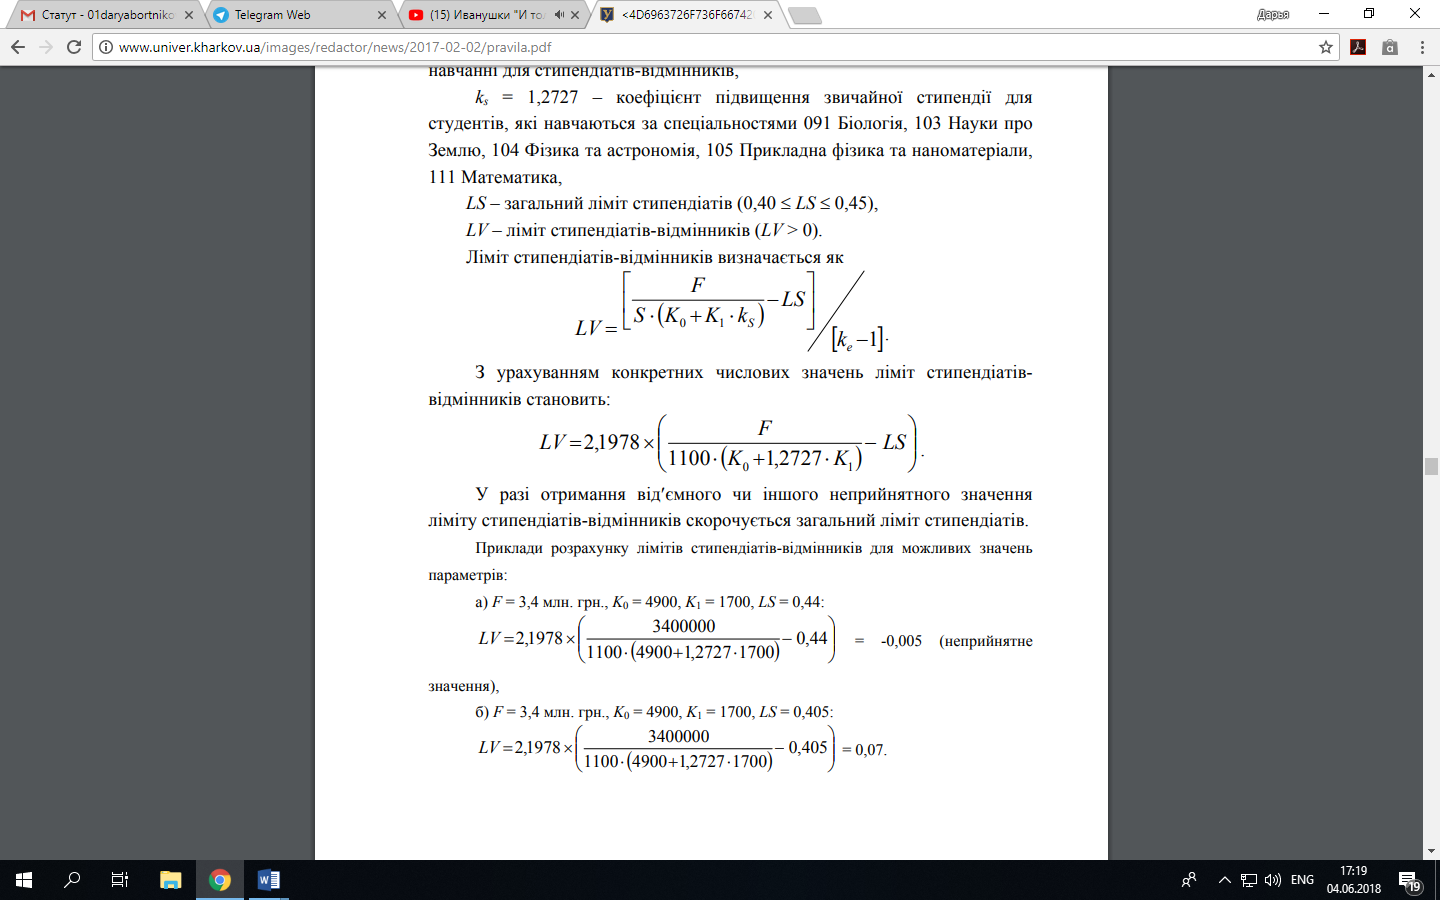 Статут - 01daryabortniko
Telegram Web
(15) Иванушки "И то
<4D6963726F736F66742
Дарья
www.univer.kharkov.ua/images/redactor/news/2017-02-02/pravila.pdf
навчанні для стипендіатів-відмінників,
ks = 1,2727 – коефіцієнт підвищення звичайної стипендії для
студентів, які навчаються за спеціальностями 091 Біологія, 103 Науки про
Землю, 104 Фізика та астрономія, 105 Прикладна фізика та наноматеріали,
111 Математика,
LS – загальний ліміт стипендіатів (0,40 ≤ LS ≤ 0,45),
LV – ліміт стипендіатів-відмінників (LV > 0).
Ліміт стипендіатів-відмінників визначається як
LV = [F / (S · (K0 + K1 · kS)) − LS] / [ke − 1].
З урахуванням конкретних числових значень ліміт стипендіатів-
відмінників становить:
LV = 2,1978 × (F / (1100 · (K0 + 1,2727 · K1)) − LS).
У разі отримання від'ємного чи іншого неприйнятного значення
ліміту стипендіатів-відмінників скорочується загальний ліміт стипендіатів.
Приклади розрахунку лімітів стипендіатів-відмінників для можливих значень
параметрів:
а) F = 3,4 млн. грн., K0 = 4900, K1 = 1700, LS = 0,44:
LV = 2,1978 × (3400000 / (1100 · (4900 + 1,2727 · 1700)) − 0,44) = -0,005 (неприйнятне
значення),
б) F = 3,4 млн. грн., K0 = 4900, K1 = 1700, LS = 0,405:
LV = 2,1978 × (3400000 / (1100 · (4900 + 1,2727 · 1700)) − 0,405) = 0,07.
ENG
17:19
04.06.2018
19